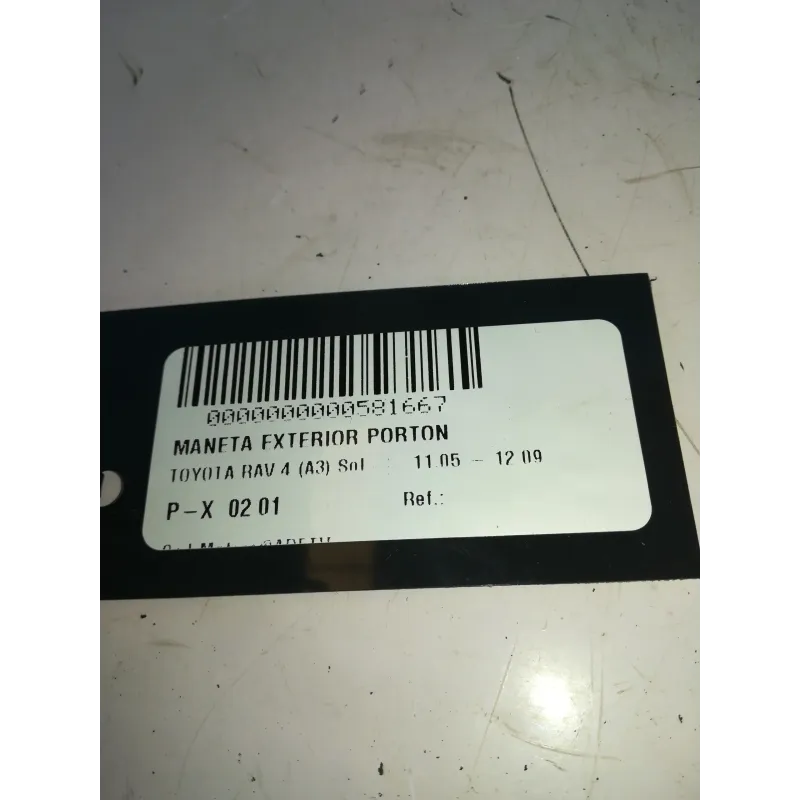 0000000000581667
MANETA EXTERIOR PORTON
TOYOTA RAV 4 (A3) Sol : 11.05 - 12.09
P-X 02 01
Ref.: